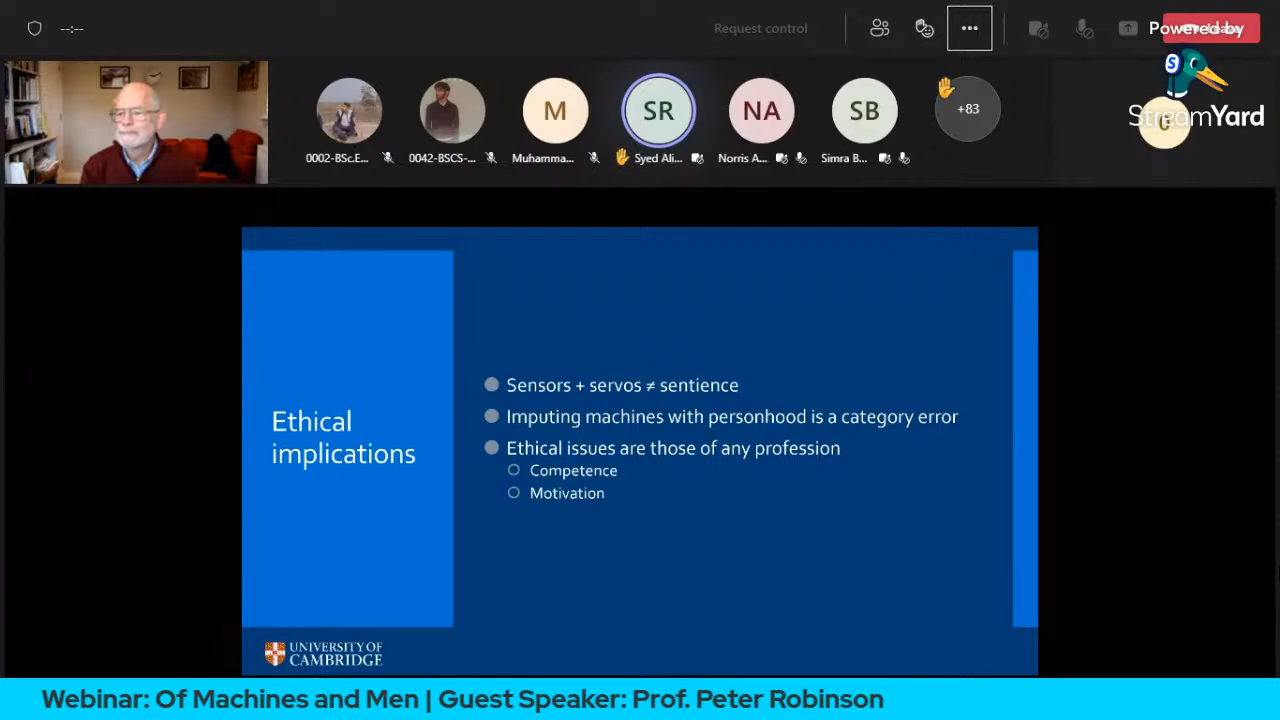 --:--
Request control
Powered by
StreamYard
M
SR
NA
SB
+83
0002-BSc.E...
0042-BSCS-...
Muhamma...
Syed Ali...
Norris A...
Simra B...
Ethical
implications
Sensors + servos ≠ sentience
Imputing machines with personhood is a category error
Ethical issues are those of any profession
Competence
Motivation
UNIVERSITY OF
CAMBRIDGE
Webinar: Of Machines and Men | Guest Speaker: Prof. Peter Robinson